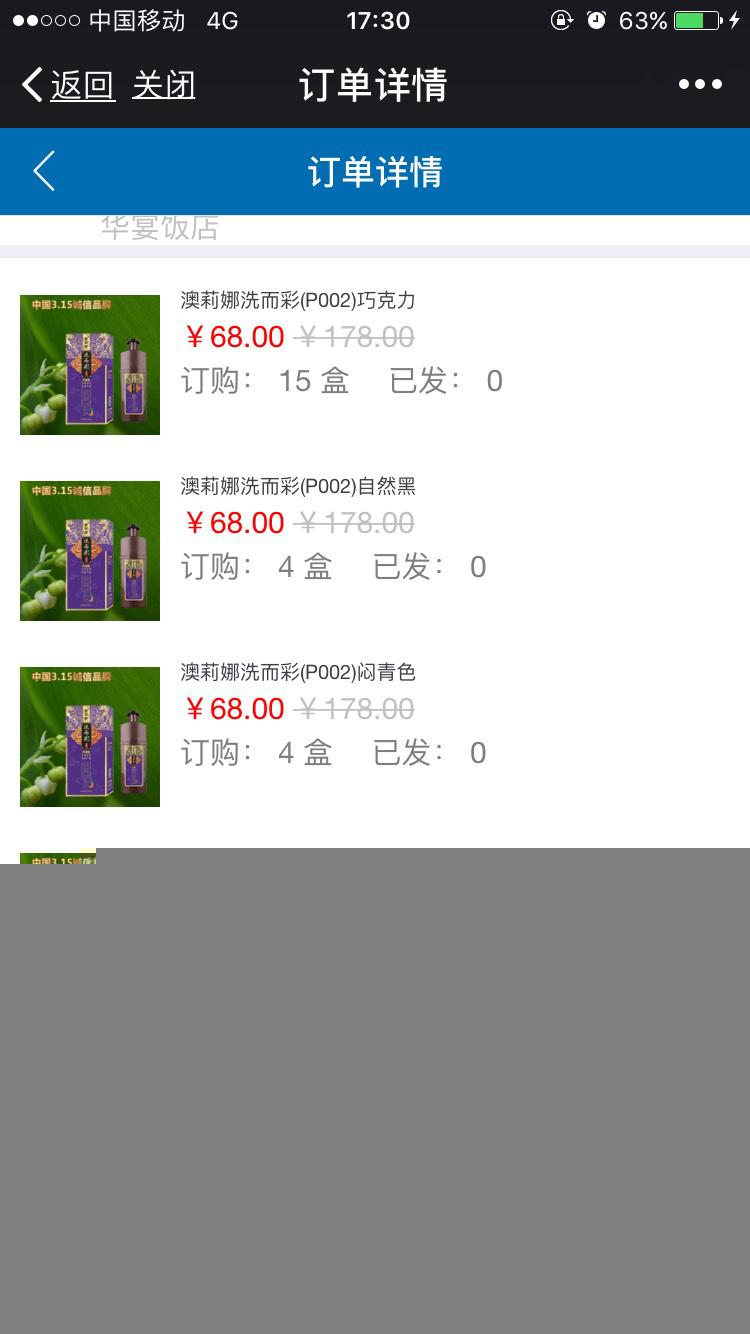 中国移动 4G 17:30 63%
返回 关闭 订单详情
订单详情
华宴饭店
中国3.15诚信品牌
澳莉娜洗而彩(P002)巧克力
￥68.00 ￥178.00
订购： 15 盒 已发： 0
中国3.15诚信品牌
澳莉娜洗而彩(P002)自然黑
￥68.00 ￥178.00
订购： 4 盒 已发： 0
中国3.15诚信品牌
澳莉娜洗而彩(P002)闷青色
￥68.00 ￥178.00
订购： 4 盒 已发： 0
中国3.15诚